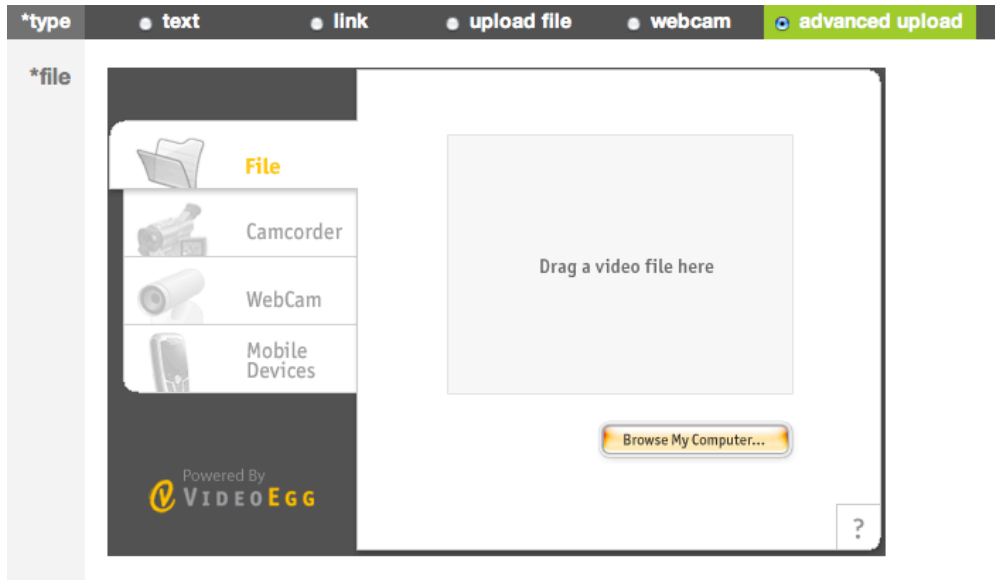 *type text link upload file webcam advanced upload
*file
File
Camcorder
WebCam
Mobile
Devices
Drag a video file here
Browse My Computer...
Powered By
VIDEOEGG
?